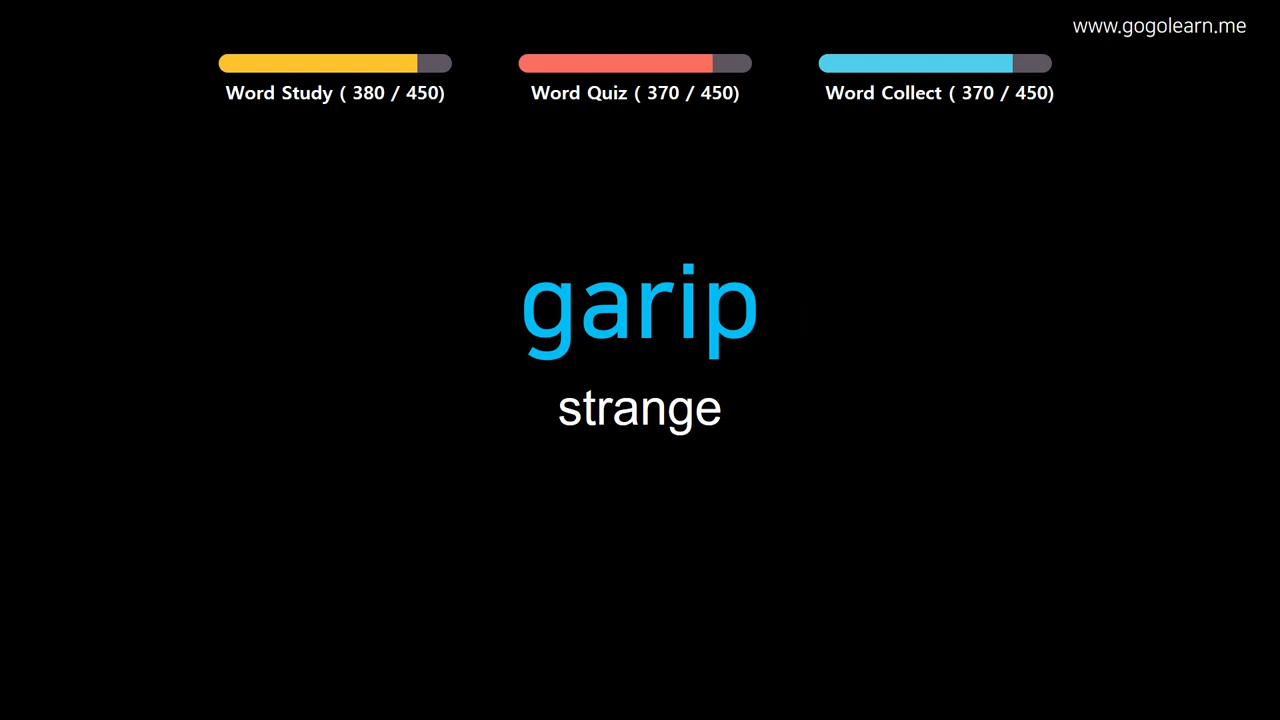 www.gogolearn.me
Word Study ( 380 / 450)
Word Quiz ( 370 / 450)
Word Collect ( 370 / 450)
garip
strange